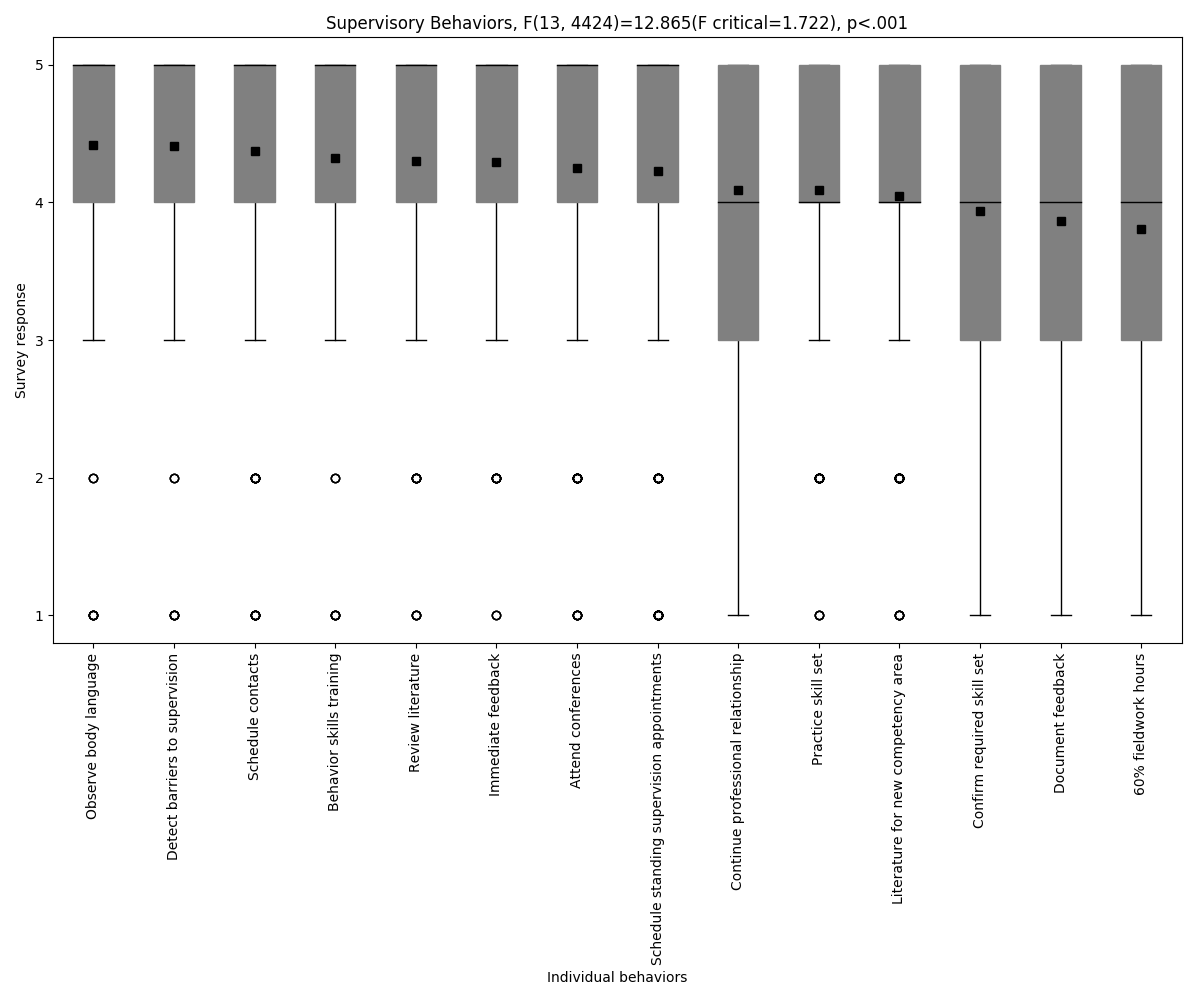 Supervisory Behaviors, F(13, 4424)=12.865(F critical=1.722), p<.001
Survey response
5
4
3
2
1
Observe body language
Detect barriers to supervision
Schedule contacts
Behavior skills training
Review literature
Immediate feedback
Attend conferences
Schedule standing supervision appointments
Continue professional relationship
Practice skill set
Literature for new competency area
Confirm required skill set
Document feedback
60% fieldwork hours
Individual behaviors